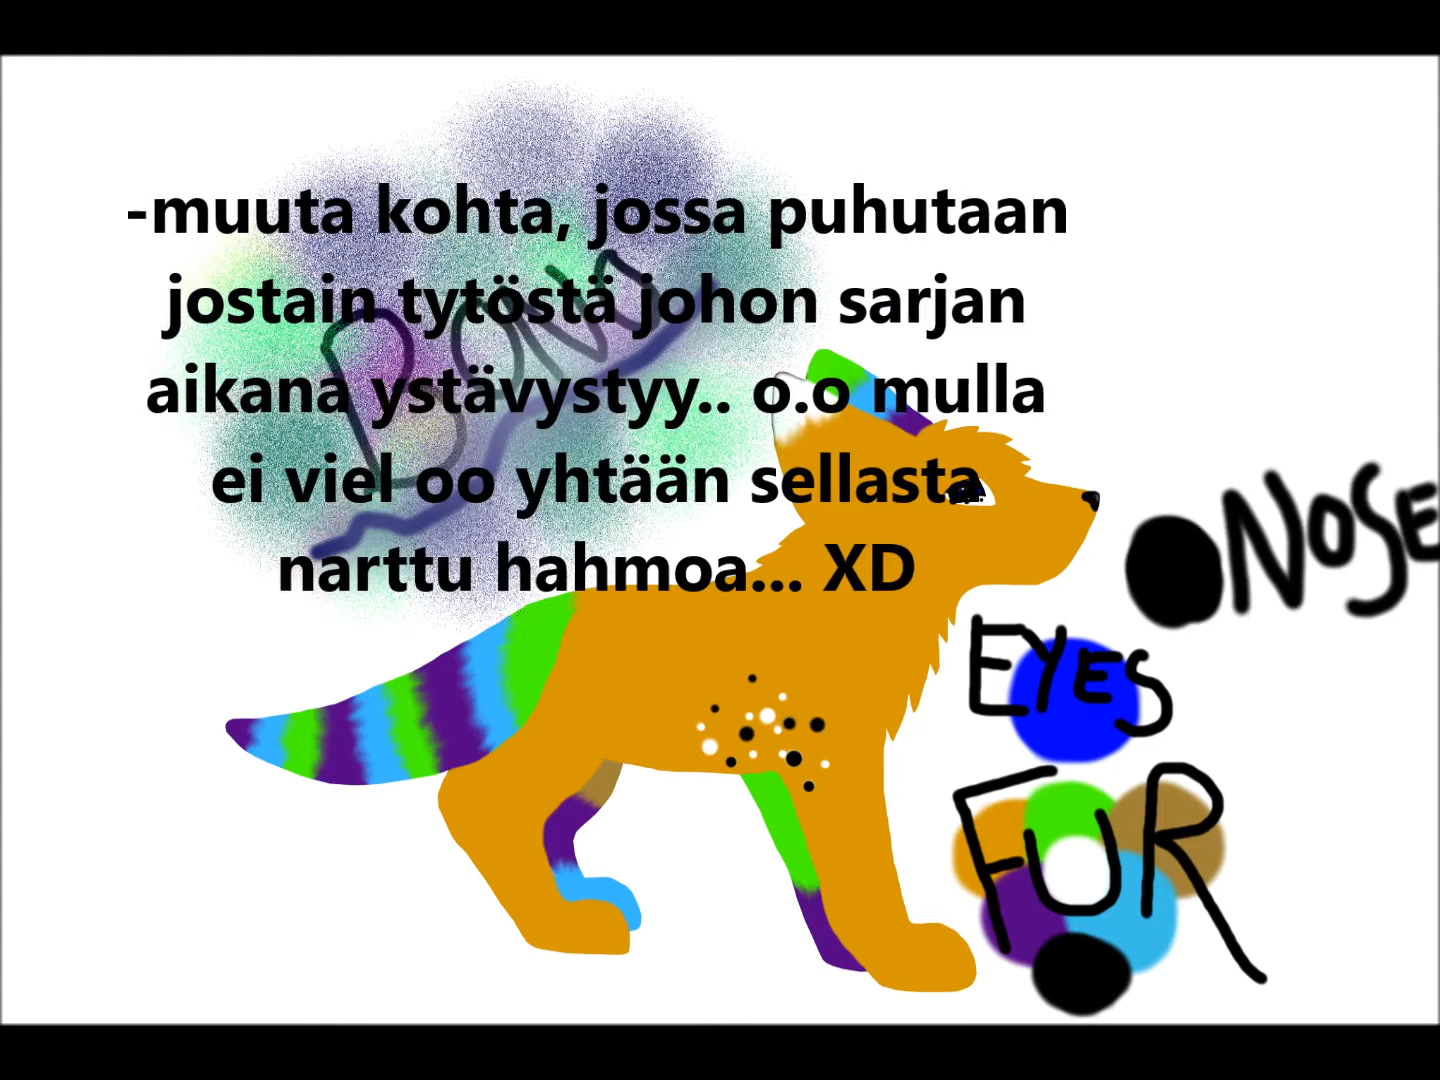 -muuta kohta, jossa puhutaan
jostain tytöstä johon sarjan
aikana ystävystyy.. o.o mulla
ei viel oo yhtään sellasta
narttu hahmoa... XD
NOSE
EYES
FUR